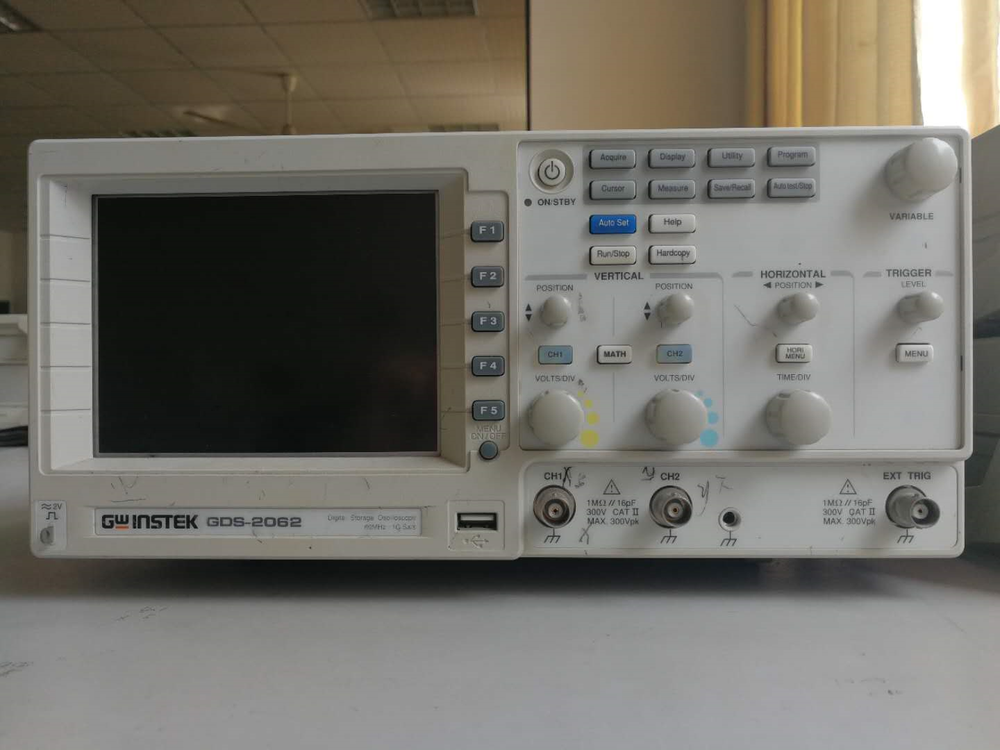 Acquire
Display
Utility
Program
Cursor
Measure
Save/Recall
Auto test/Stop
ON/STBY
Auto Set
Help
Run/Stop
Hardcopy
VARIABLE
F 1
F 2
F 3
F 4
F 5
MENU
ON/OFF
VERTICAL
HORIZONTAL
TRIGGER
POSITION
POSITION
◀ POSITION ▶
LEVEL
CH1
MATH
CH2
HORI
MENU
MENU
VOLTS/DIV
VOLTS/DIV
TIME/DIV
≈ 2V
GW INSTEK GDS-2062
Digital Storage Oscilloscope
60MHz 1G Sa/s
CH1
1MΩ // 16pF
300V CAT II
MAX. 300Vpk
y
CH2
EXT TRIG
1MΩ // 16pF
300V CAT II
MAX. 300Vpk